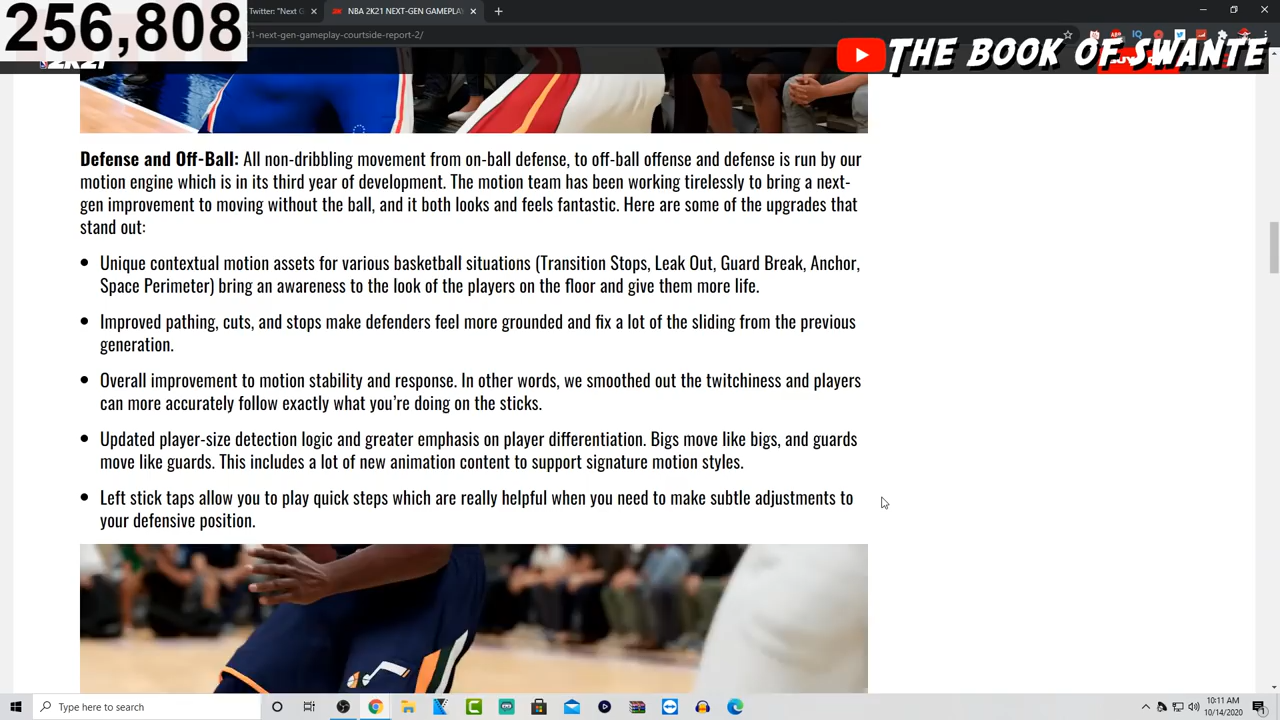 256,808
Twitter: "Next G
NBA 2K21 NEXT-GEN GAMEPLAY
21-next-gen-gameplay-courtside-report-2/
THE BOOK OF SWANTE
Defense and Off-Ball: All non-dribbling movement from on-ball defense, to off-ball offense and defense is run by our
motion engine which is in its third year of development. The motion team has been working tirelessly to bring a next-
gen improvement to moving without the ball, and it both looks and feels fantastic. Here are some of the upgrades that
stand out:
• Unique contextual motion assets for various basketball situations (Transition Stops, Leak Out, Guard Break, Anchor,
Space Perimeter) bring an awareness to the look of the players on the floor and give them more life.
• Improved pathing, cuts, and stops make defenders feel more grounded and fix a lot of the sliding from the previous
generation.
• Overall improvement to motion stability and response. In other words, we smoothed out the twitchiness and players
can more accurately follow exactly what you're doing on the sticks.
• Updated player-size detection logic and greater emphasis on player differentiation. Bigs move like bigs, and guards
move like guards. This includes a lot of new animation content to support signature motion styles.
• Left stick taps allow you to play quick steps which are really helpful when you need to make subtle adjustments to
your defensive position.
Type here to search
10:11 AM
10/14/2020